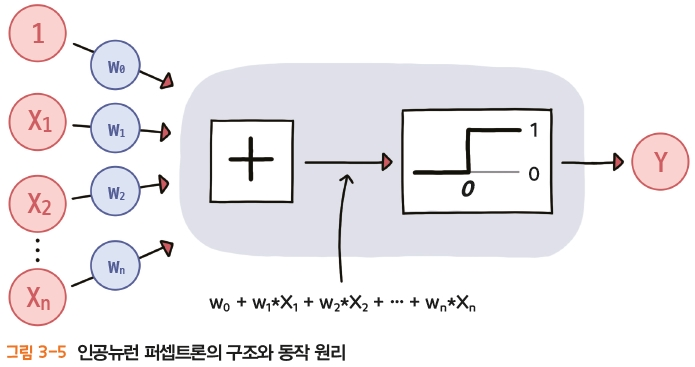 1
w₀
X₁
w₁
X₂
w₂
⋮
Xₙ
wₙ
+
1
0
0
Y
w₀ + w₁*X₁ + w₂*X₂ + ··· + wₙ*Xₙ
그림 3-5 인공뉴런 퍼셉트론의 구조와 동작 원리